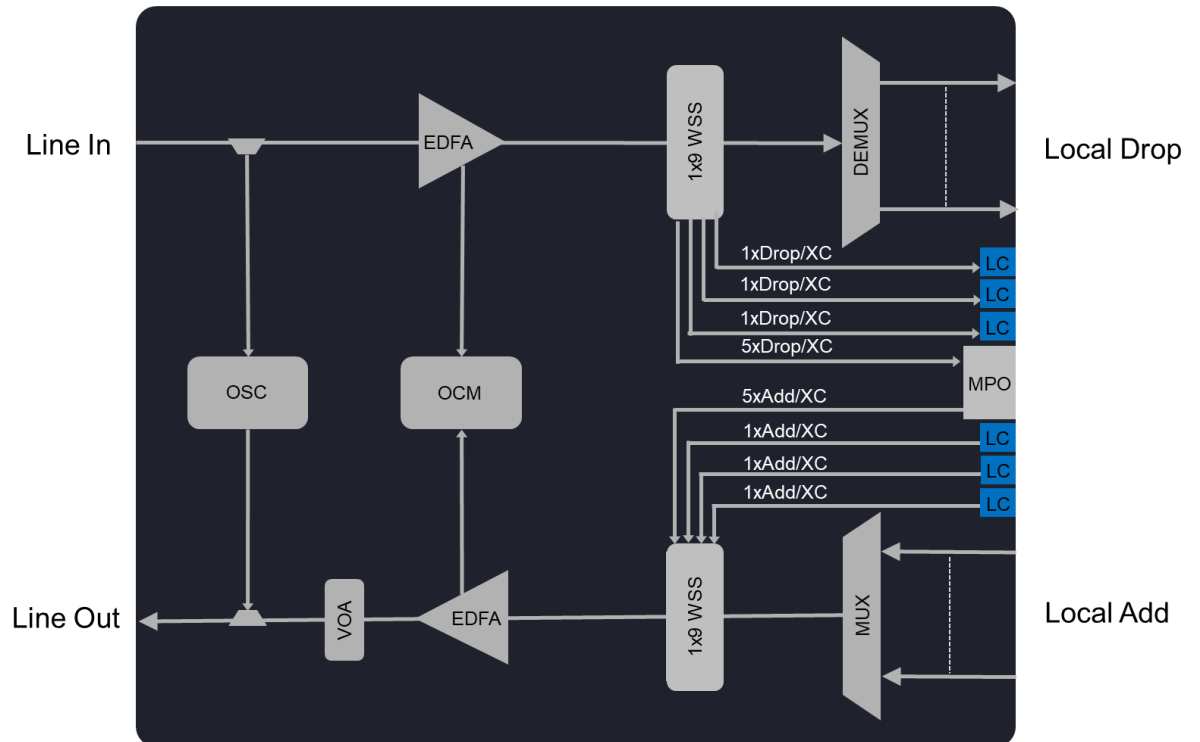 Line In
EDFA
1x9 WSS
DEMUX
Local Drop
1xDrop/XC
LC
1xDrop/XC
LC
1xDrop/XC
LC
5xDrop/XC
MPO
OSC
OCM
5xAdd/XC
1xAdd/XC
LC
1xAdd/XC
LC
1xAdd/XC
LC
Line Out
VOA
EDFA
1x9 WSS
MUX
Local Add